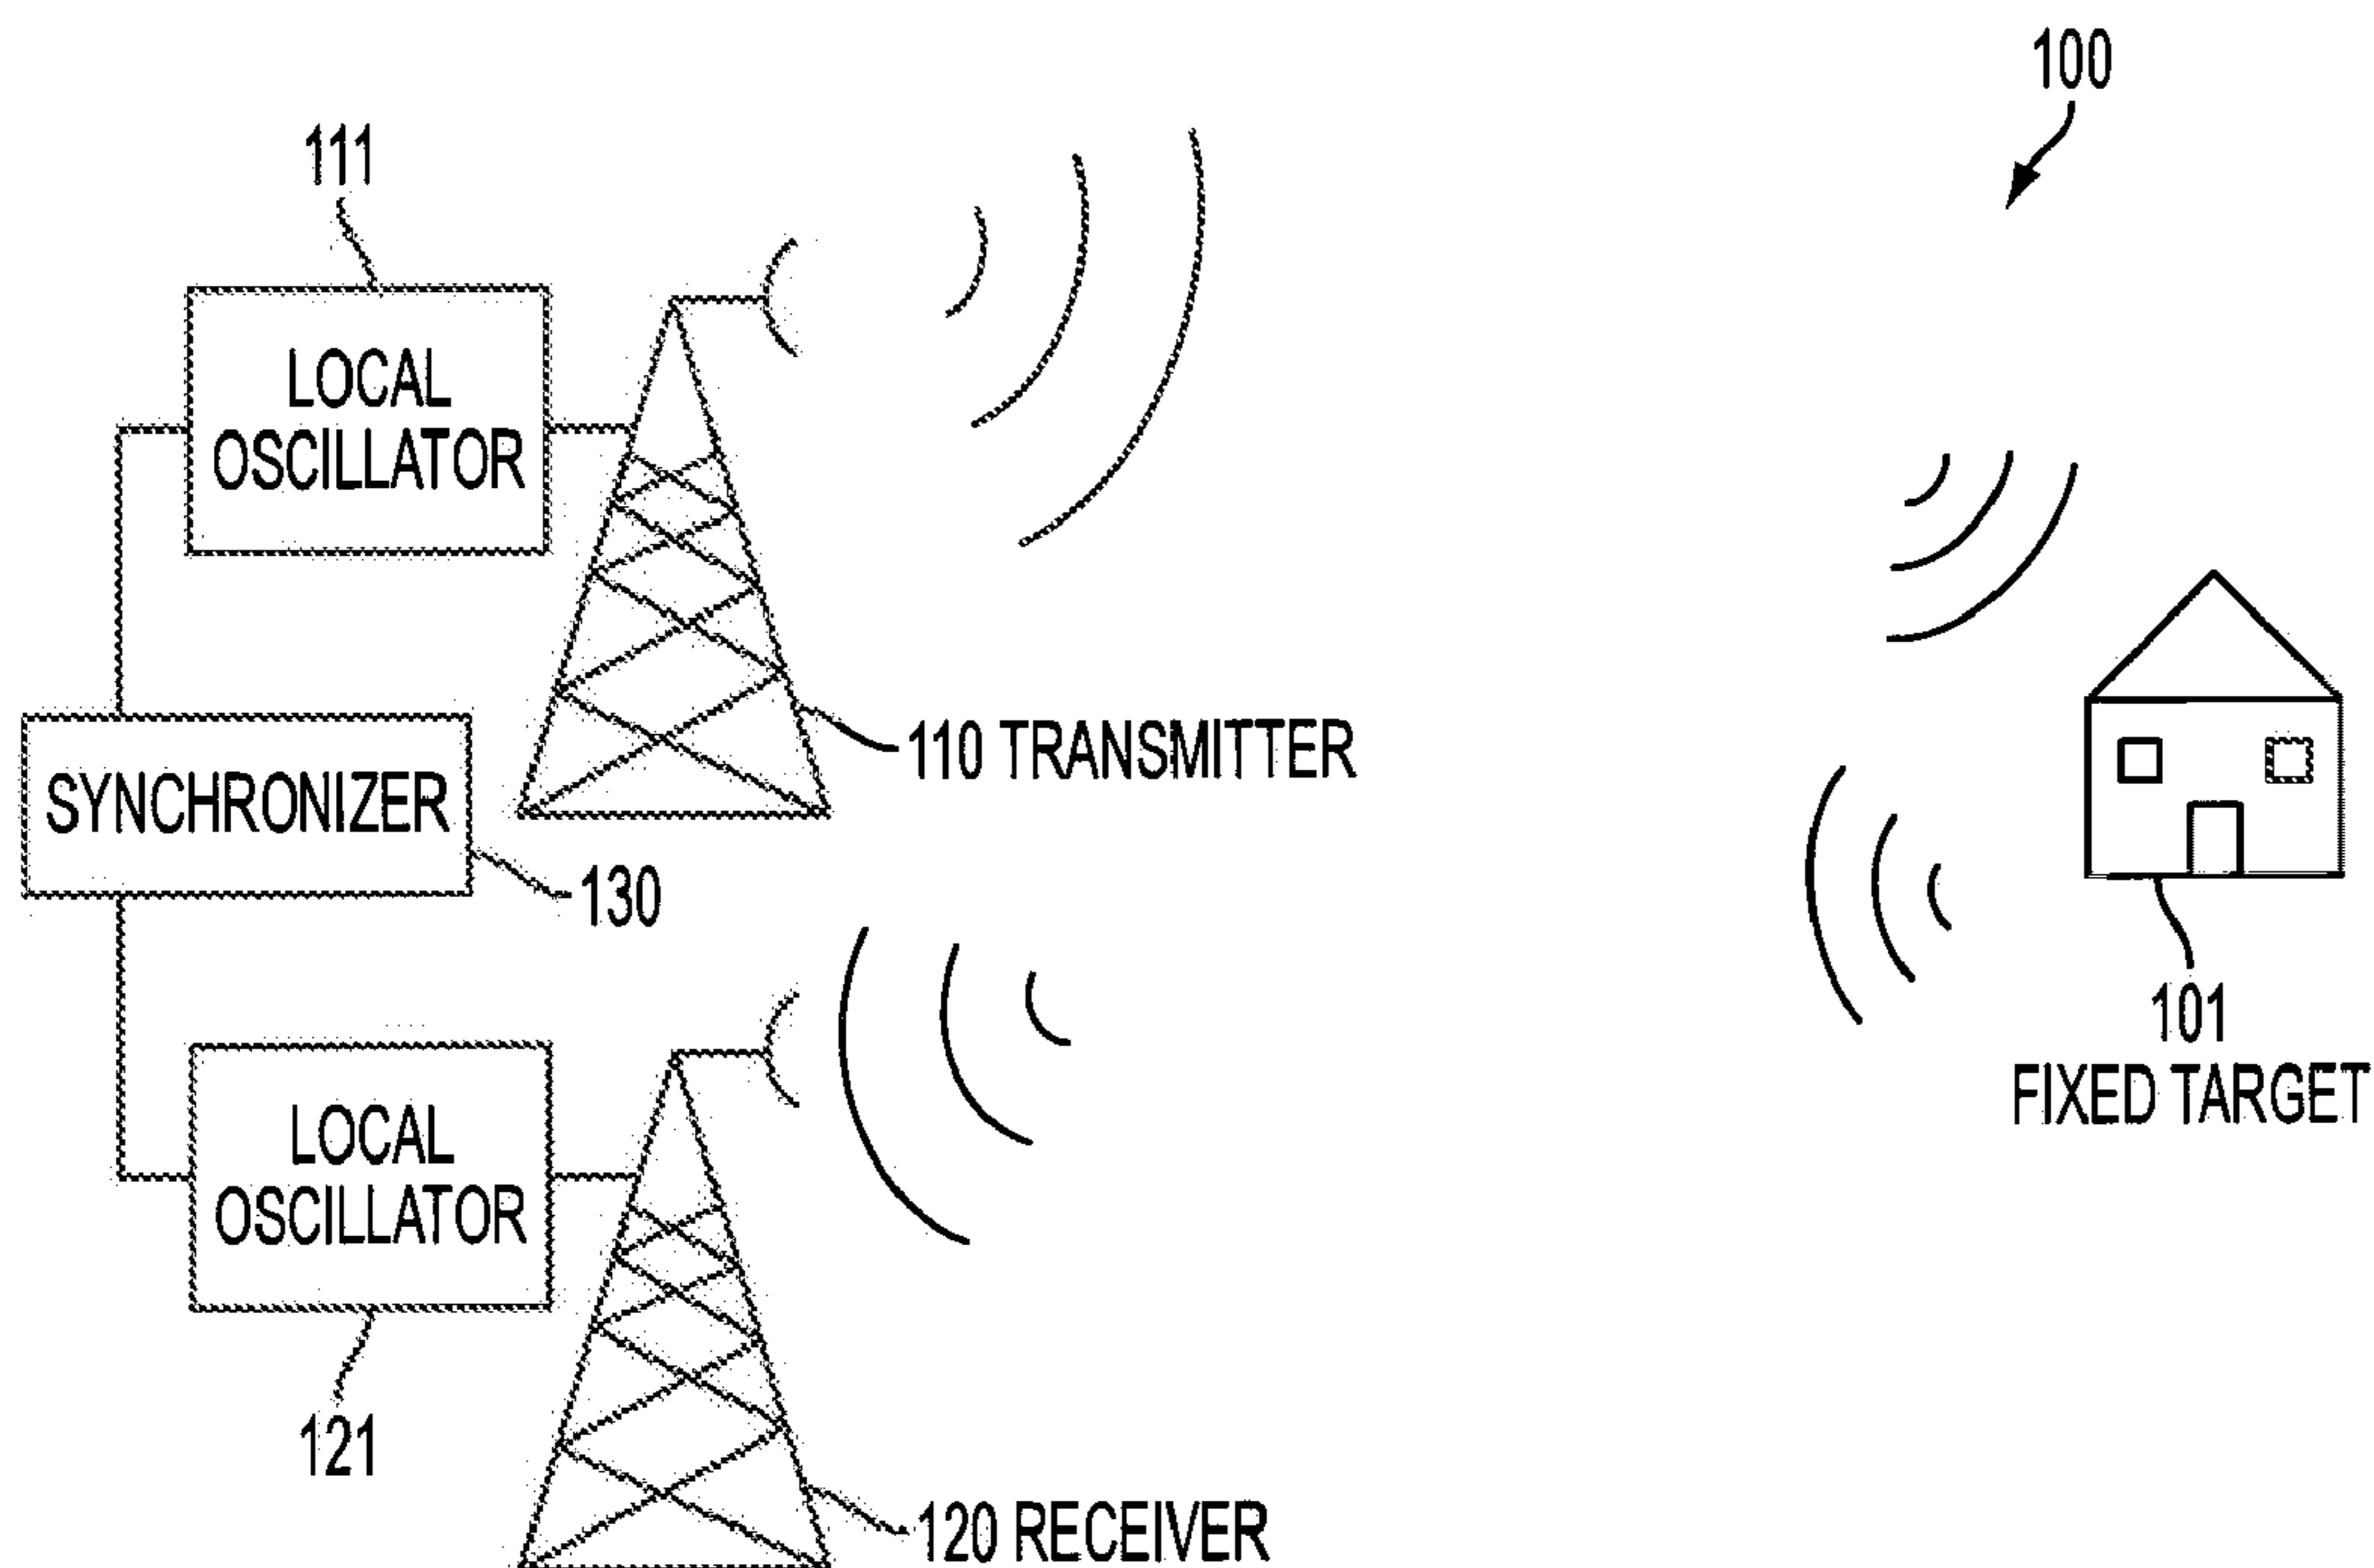 100
111
LOCAL
OSCILLATOR
110 TRANSMITTER
SYNCHRONIZER
130
101
FIXED TARGET
LOCAL
OSCILLATOR
121
120 RECEIVER